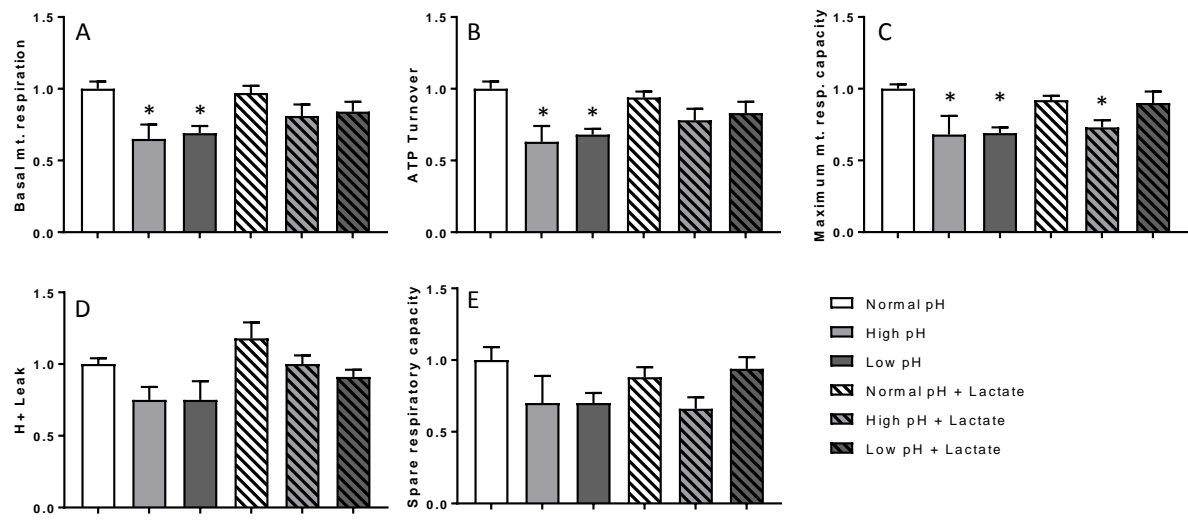 A
Basal mt. respiration
1.5
1.0
0.5
0.0
*
*
B
ATP Turnover
1.5
1.0
0.5
0.0
*
*
C
Maximum mt. resp. capacity
1.5
1.0
0.5
0.0
*
*
*
D
H+ Leak
1.5
1.0
0.5
0.0
E
Spare respiratory capacity
1.5
1.0
0.5
0.0
Normal pH
High pH
Low pH
Normal pH + Lactate
High pH + Lactate
Low pH + Lactate